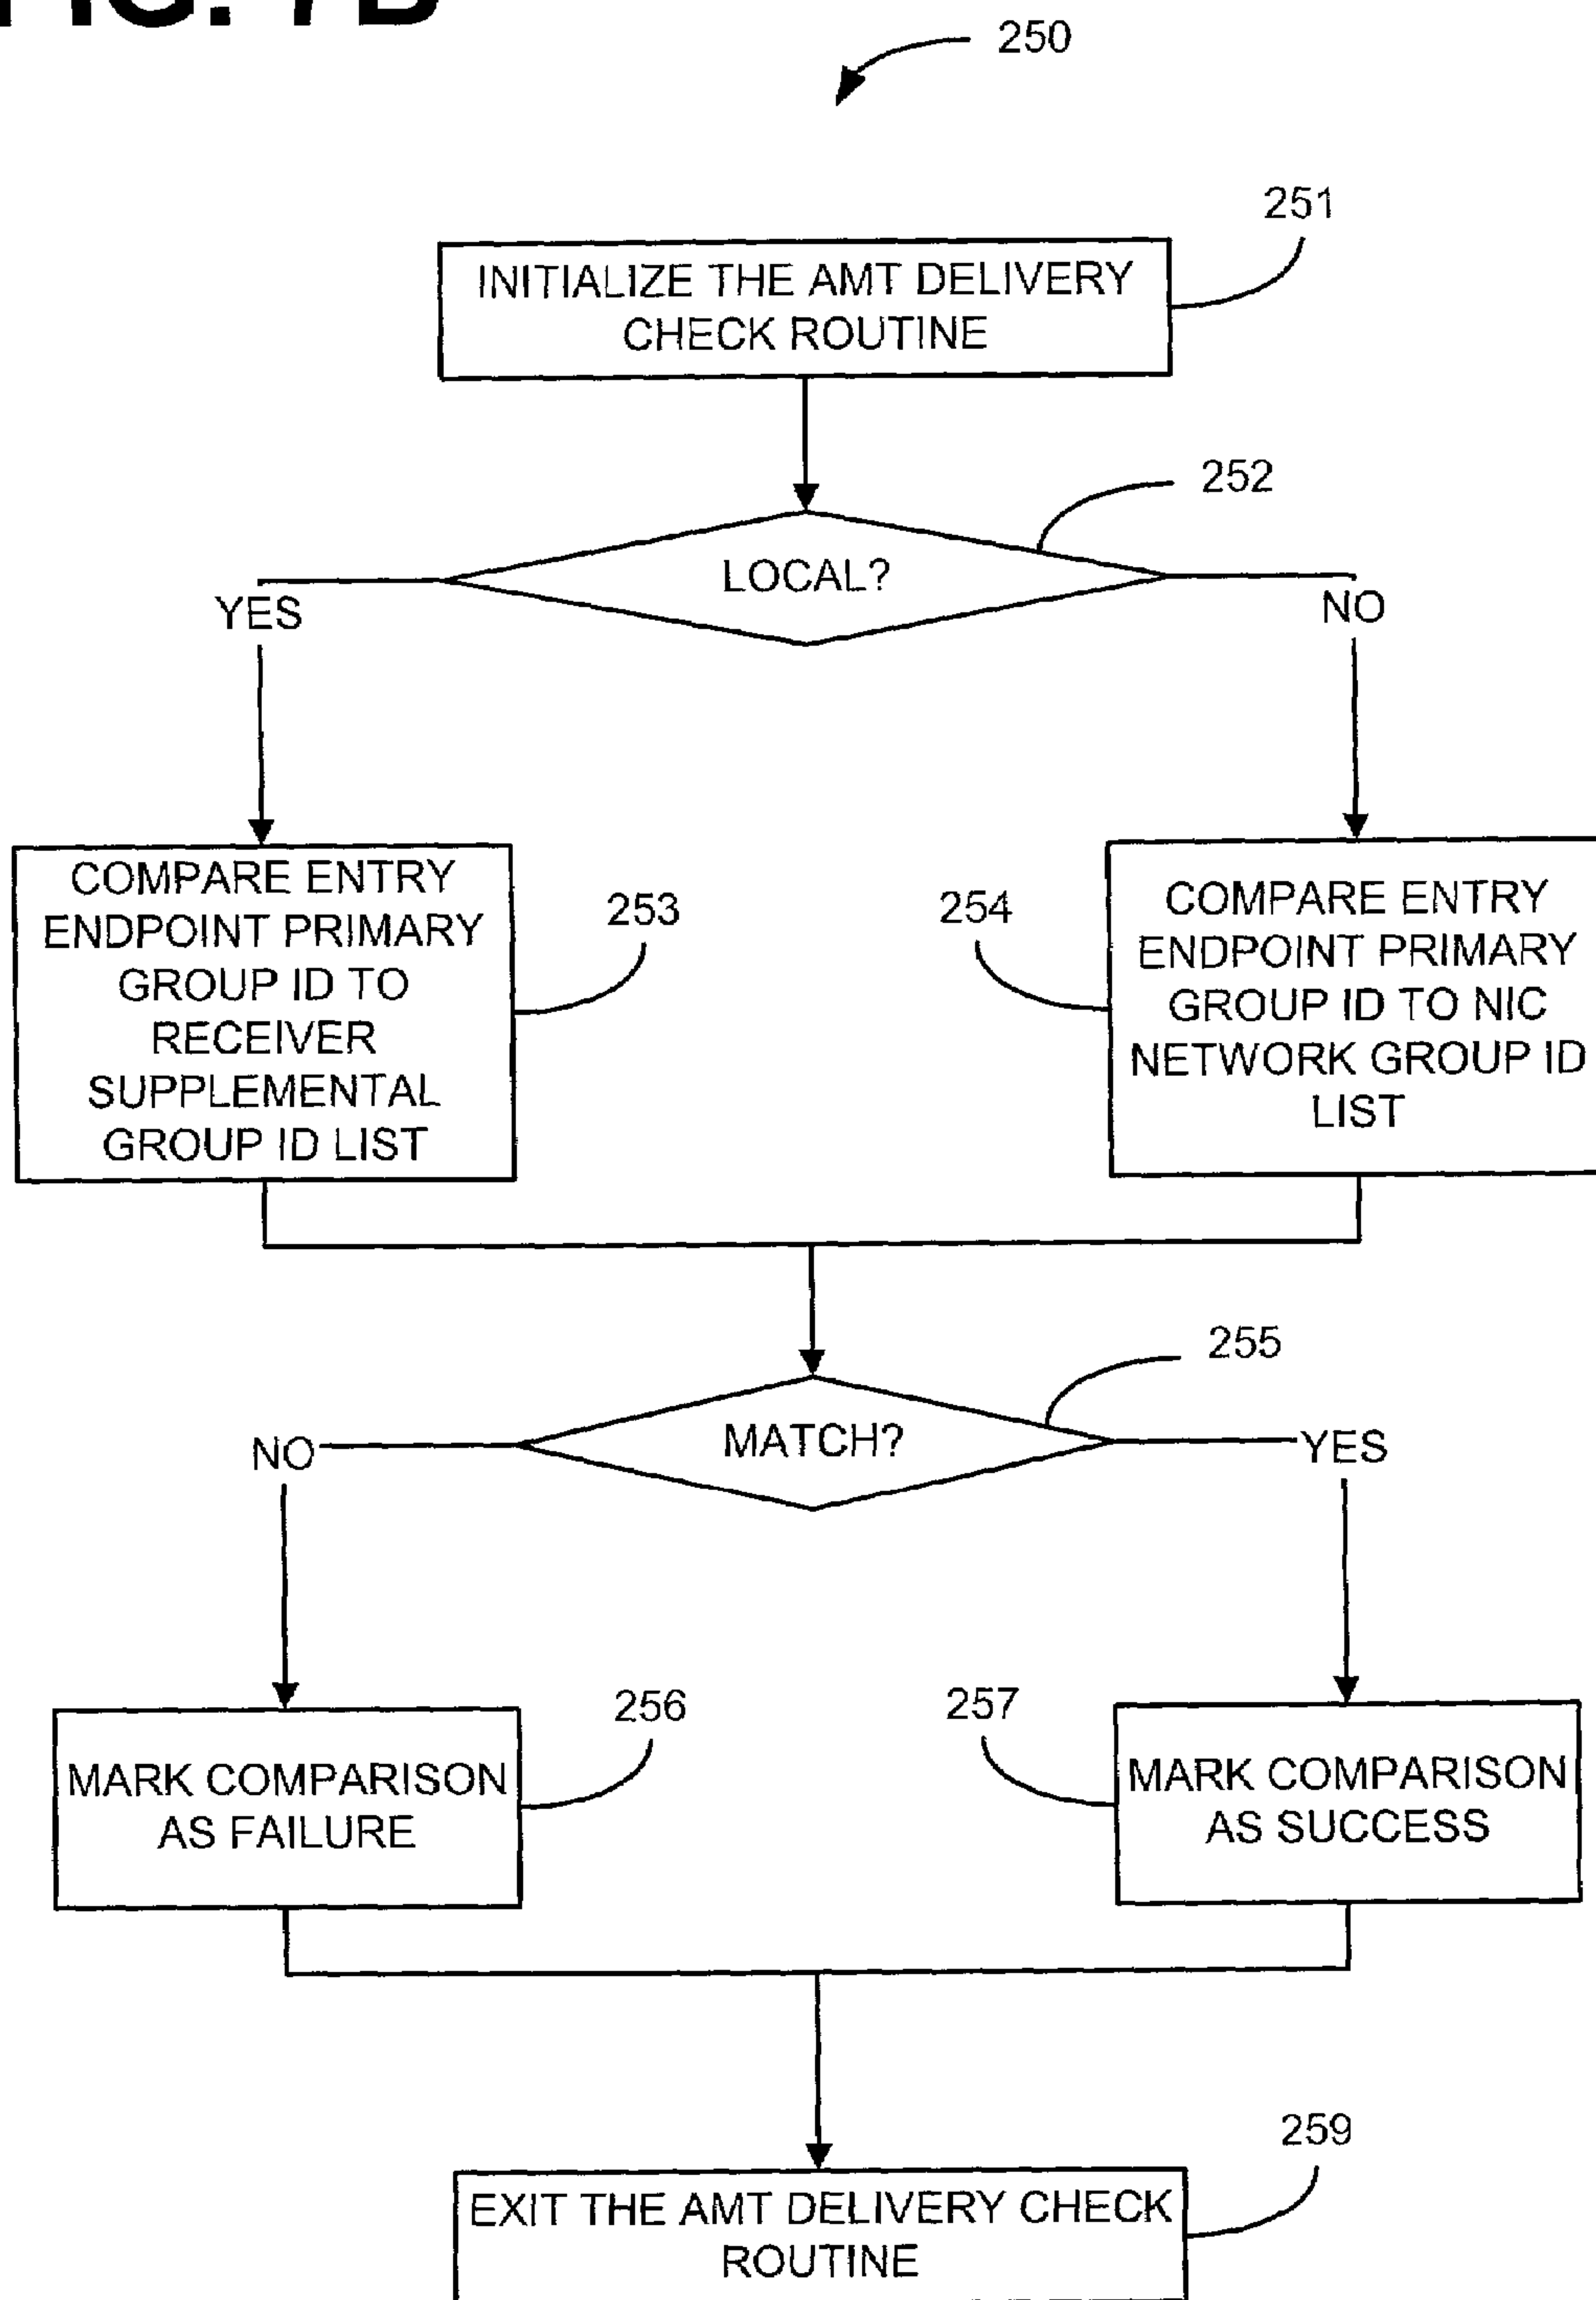 FIG. 7B
250
251
INITIALIZE THE AMT DELIVERY
CHECK ROUTINE
252
LOCAL?
YES
NO
COMPARE ENTRY
ENDPOINT PRIMARY
GROUP ID TO
RECEIVER
SUPPLEMENTAL
GROUP ID LIST
253
254
COMPARE ENTRY
ENDPOINT PRIMARY
GROUP ID TO NIC
NETWORK GROUP ID
LIST
255
MATCH?
NO
YES
256
257
MARK COMPARISON
AS FAILURE
MARK COMPARISON
AS SUCCESS
259
EXIT THE AMT DELIVERY CHECK
ROUTINE